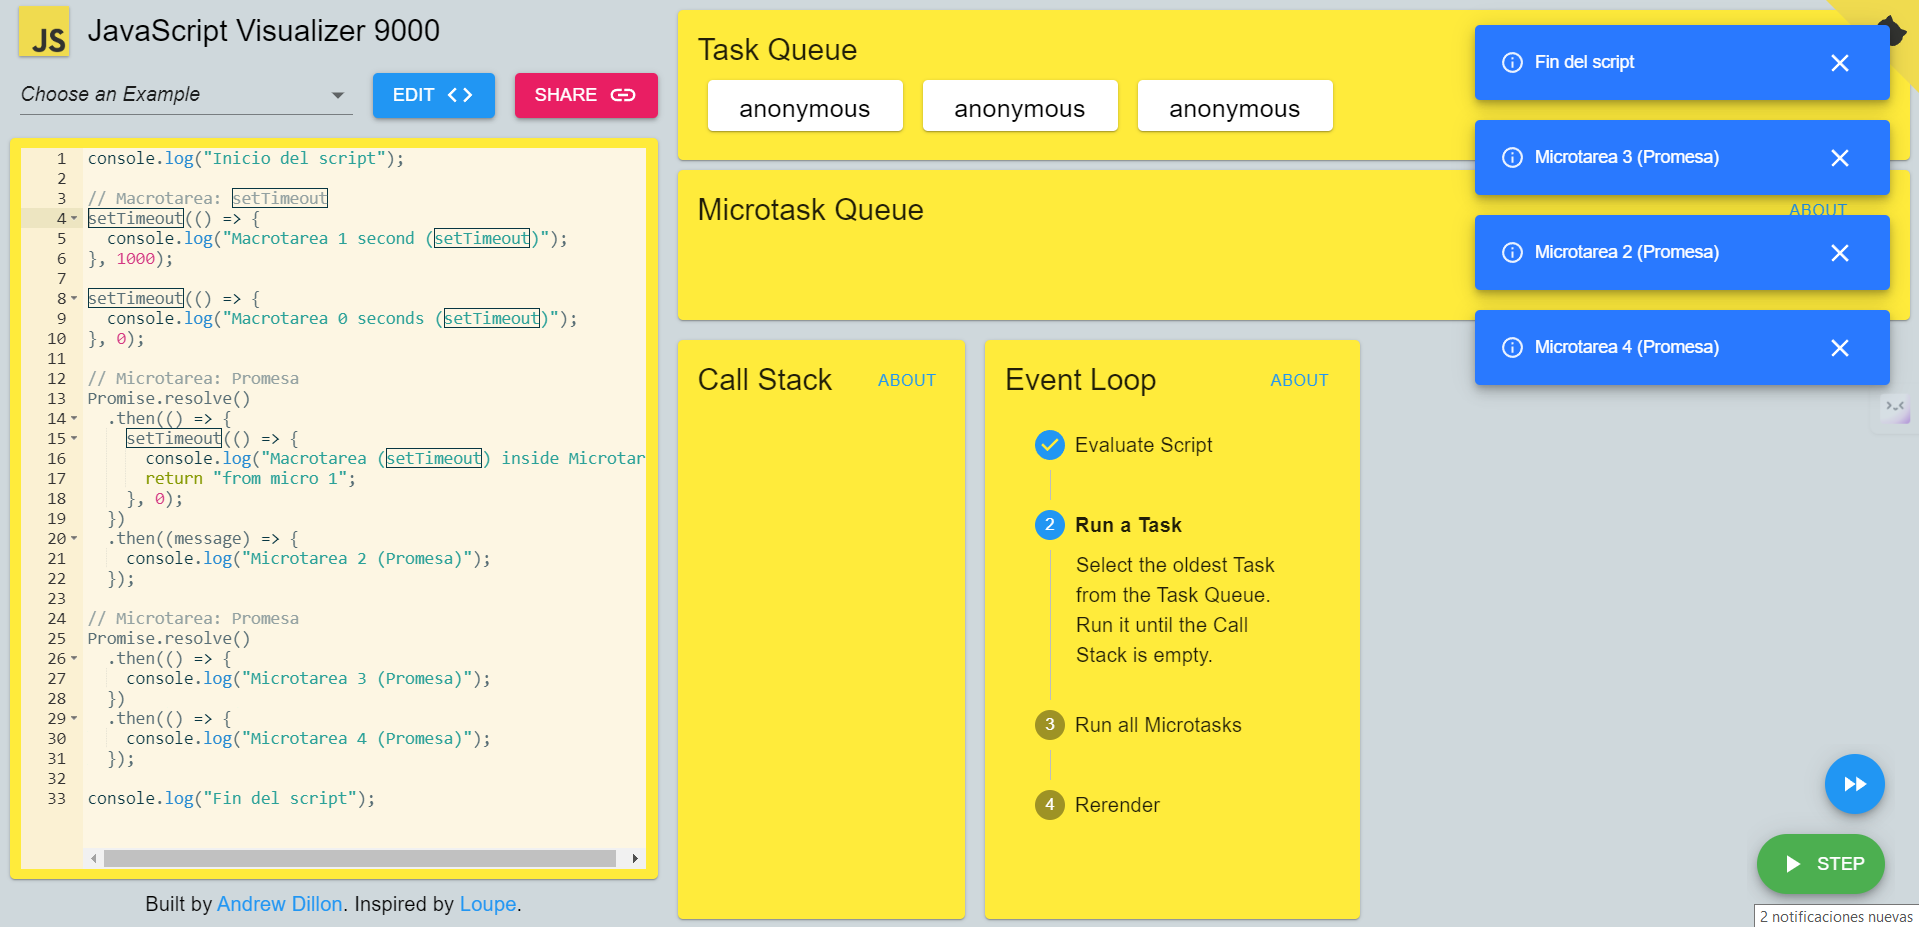 JS JavaScript Visualizer 9000
Choose an Example
EDIT
SHARE
1 console.log("Inicio del script");
2
3 // Macrotarea: setTimeout
4 setTimeout(() => {
5 console.log("Macrotarea 1 second (setTimeout)");
6 }, 1000);
7
8 setTimeout(() => {
9 console.log("Macrotarea 0 seconds (setTimeout)");
10 }, 0);
11
12 // Microtarea: Promesa
13 Promise.resolve()
14 .then(() => {
15 setTimeout(() => {
16 console.log("Macrotarea (setTimeout) inside Microtar
17 return "from micro 1";
18 }, 0);
19 })
20 .then((message) => {
21 console.log("Microtarea 2 (Promesa)");
22 });
23
24 // Microtarea: Promesa
25 Promise.resolve()
26 .then(() => {
27 console.log("Microtarea 3 (Promesa)");
28 })
29 .then(() => {
30 console.log("Microtarea 4 (Promesa)");
31 });
32
33 console.log("Fin del script");
Built by Andrew Dillon. Inspired by Loupe.
Task Queue
anonymous
anonymous
anonymous
Microtask Queue
ABOUT
Call Stack
ABOUT
Event Loop
ABOUT
Evaluate Script
2 Run a Task
Select the oldest Task
from the Task Queue.
Run it until the Call
Stack is empty.
3 Run all Microtasks
4 Rerender
Fin del script
Microtarea 3 (Promesa)
Microtarea 2 (Promesa)
Microtarea 4 (Promesa)
STEP
2 notificaciones nuevas